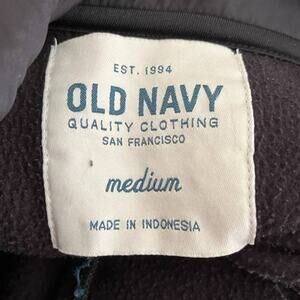 EST. 1994
OLD NAVY
QUALITY CLOTHING
SAN FRANCISCO
medium
MADE IN INDONESIA